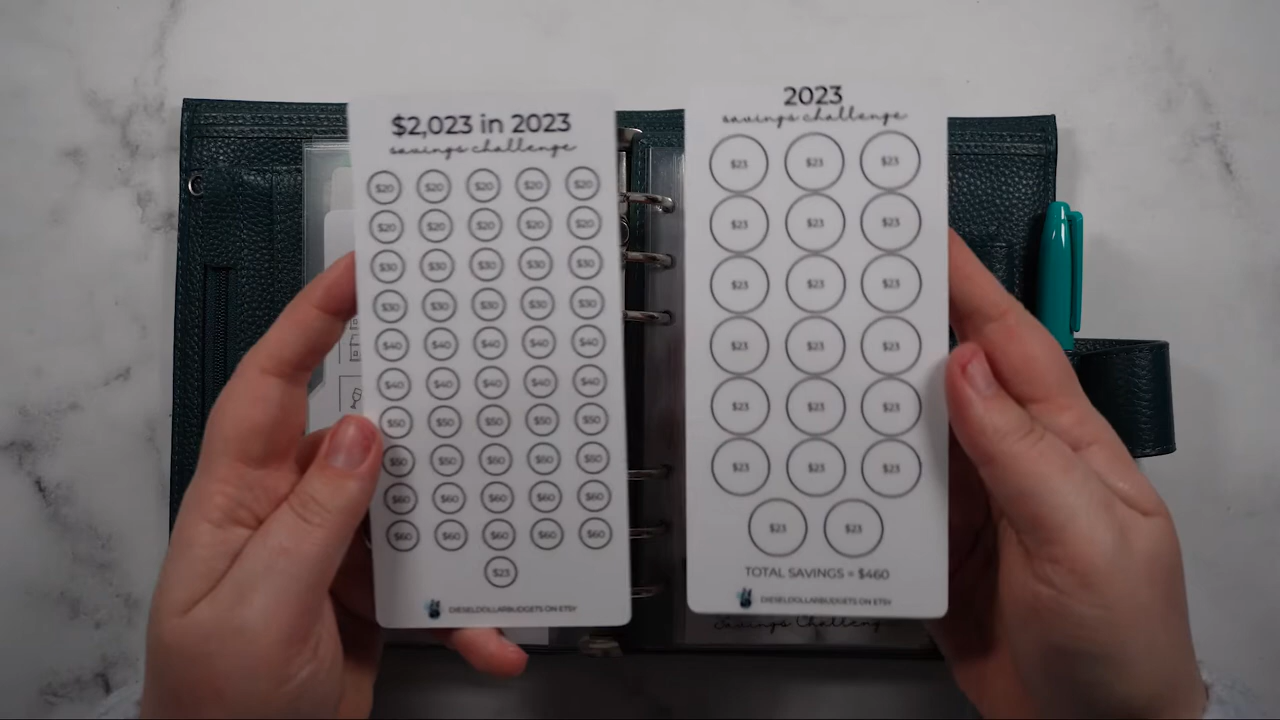 $2,023 in 2023
savings challenge
$20 $20 $20 $20 $20
$20 $20 $20 $20 $20
$30 $30 $30 $30 $30
$30 $30 $30 $30 $30
$40 $40 $40 $40 $40
$40 $40 $40 $40 $40
$50 $50 $50 $50 $50
$50 $50 $50 $50 $50
$60 $60 $60 $60 $60
$60 $60 $60 $60 $60
$23
DIESELDOLLARBUDGETS ON ETSY
2023
savings challenge
$23 $23 $23
$23 $23 $23
$23 $23 $23
$23 $23 $23
$23 $23 $23
$23 $23 $23
$23 $23
TOTAL SAVINGS = $460
DIESELDOLLARBUDGETS ON ETSY
Savings Challeng